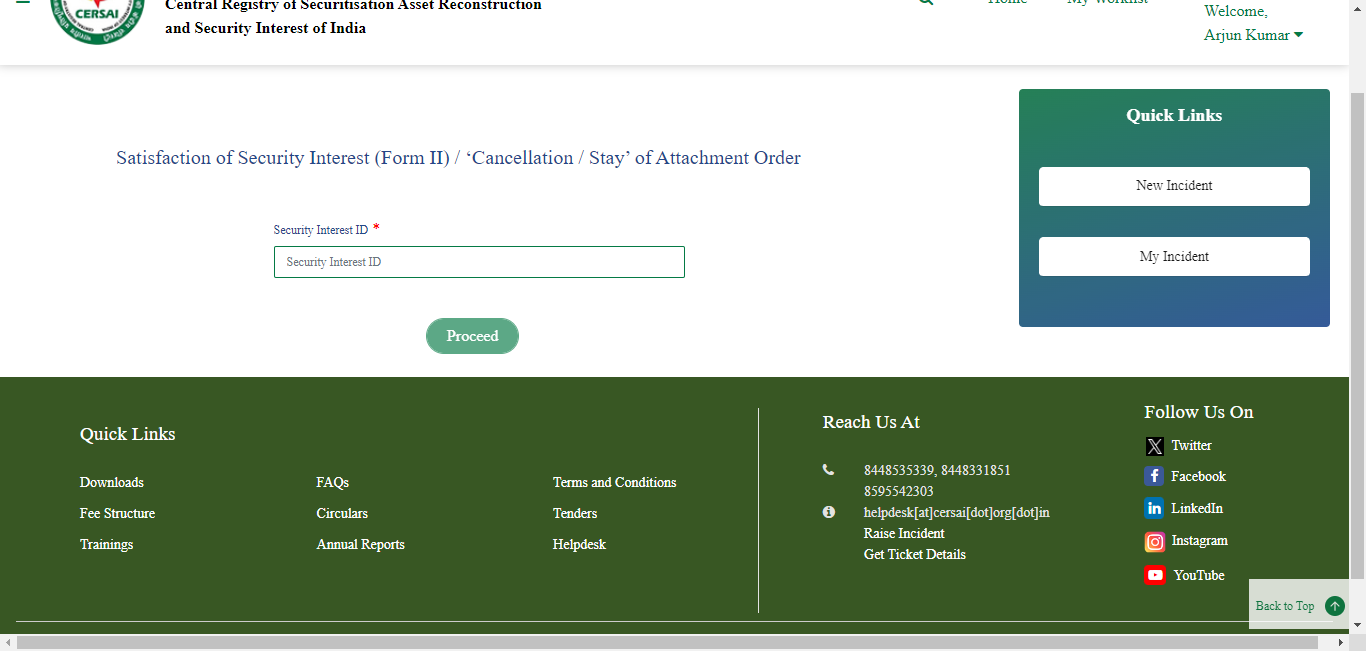 CERSAI
Central Registry of Securitisation Asset Reconstruction
and Security Interest of India
Home
My Worklist
Welcome,
Arjun Kumar
Satisfaction of Security Interest (Form II) / ‘Cancellation / Stay’ of Attachment Order
Security Interest ID *
Security Interest ID
Proceed
Quick Links
New Incident
My Incident
Quick Links
Downloads
FAQs
Terms and Conditions
Fee Structure
Circulars
Tenders
Trainings
Annual Reports
Helpdesk
Reach Us At
8448535339, 8448331851
8595542303
helpdesk[at]cersai[dot]org[dot]in
Raise Incident
Get Ticket Details
Follow Us On
Twitter
Facebook
LinkedIn
Instagram
YouTube
Back to Top